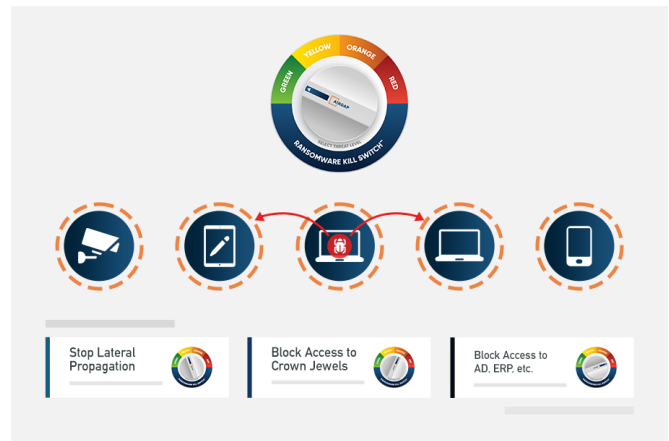 GREEN
YELLOW
ORANGE
RED
AIRGAP
SELECT THREAT LEVEL
RANSOMWARE KILL SWITCH™
Stop Lateral
Propagation
Block Access to
Crown Jewels
Block Access to
AD, ERP, etc.